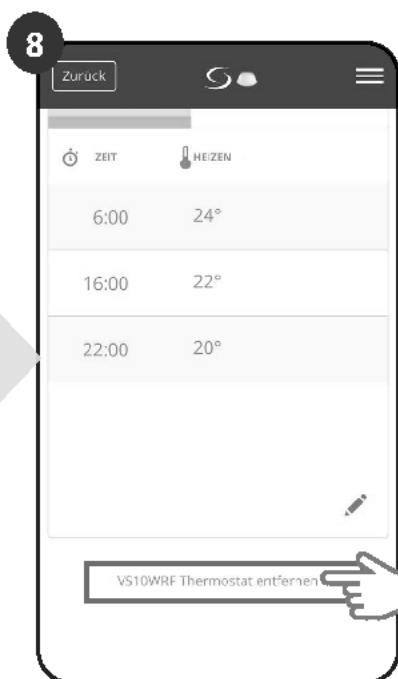 8
Zurück
ZEIT HEIZEN
6:00 24°
16:00 22°
22:00 20°
VS10WRF Thermostat entfernen